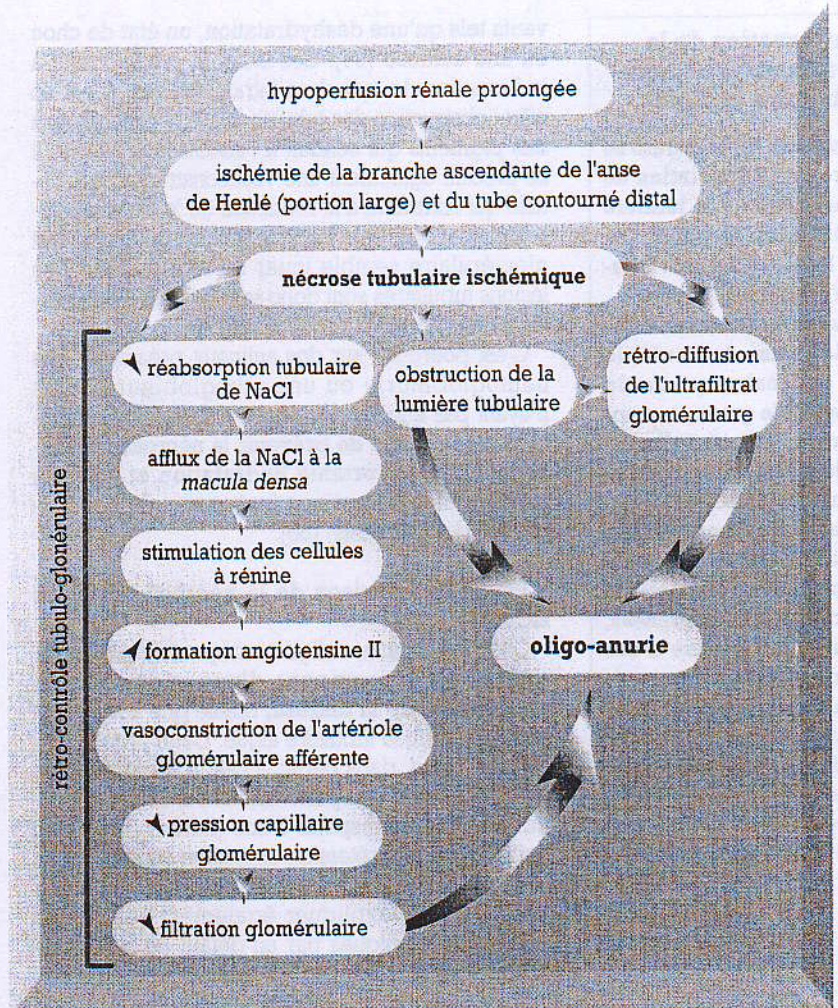 hypoperfusion rénale prolongée
ischémie de la branche ascendante de l'anse
de Henlé (portion large) et du tube contourné distal
nécrose tubulaire ischémique
réabsorption tubulaire
de NaCl
afflux de la NaCl à la
macula densa
stimulation des cellules
à rénine
formation angiotensine II
vasoconstriction de l'artériole
glomérulaire afférente
pression capillaire
glomérulaire
filtration glomérulaire
rétro-contrôle tubulo-glonérulaire
obstruction de la
lumière tubulaire
rétro-diffusion
de l'ultrafiltrat
glomérulaire
oligo-anurie